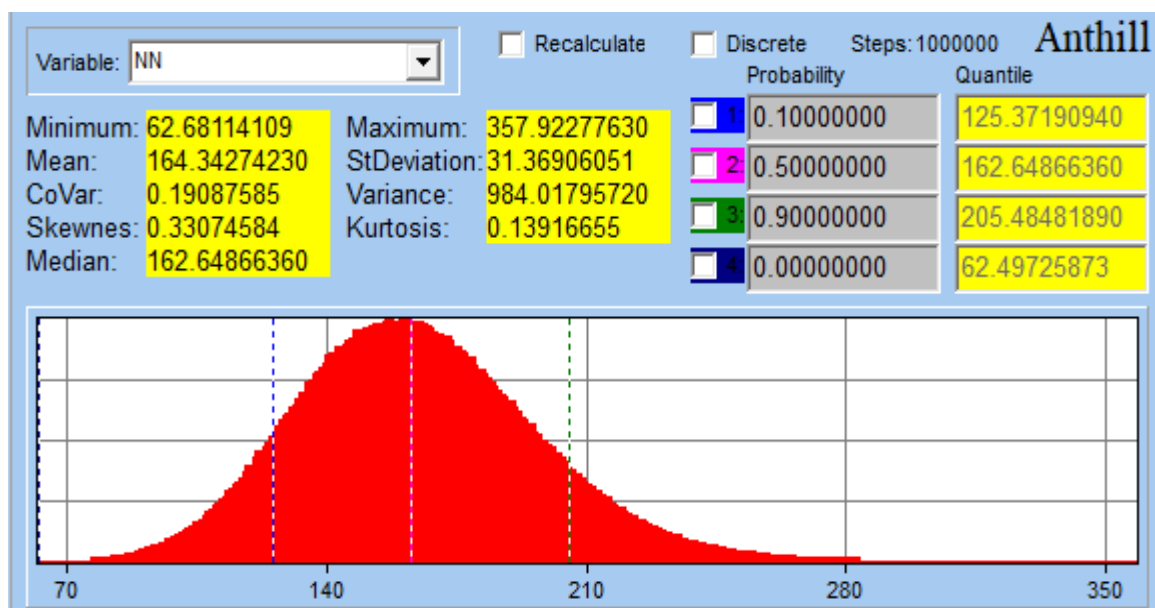 Variable: NN
Recalculate
Discrete Steps:1000000 Anthill
Probability Quantile
Minimum: 62.68114109 Maximum: 357.92277630 1: 0.10000000 125.37190940
Mean: 164.34274230 StDeviation: 31.36906051 2: 0.50000000 162.64866360
CoVar: 0.19087585 Variance: 984.01795720 3: 0.90000000 205.48481890
Skewnes: 0.33074584 Kurtosis: 0.13916655 4: 0.00000000 62.49725873
Median: 162.64866360
70 140 210 280 350